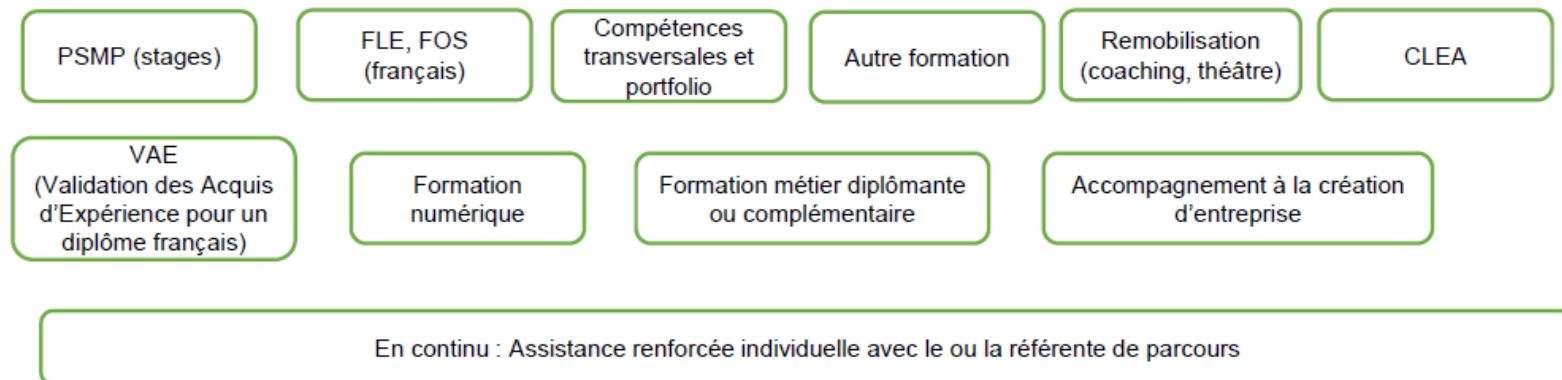 PSMP (stages)
FLE, FOS
(français)
Compétences
transversales et
portfolio
Autre formation
Remobilisation
(coaching, théâtre)
CLEA
VAE
(Validation des Acquis
d’Expérience pour un
diplôme français)
Formation
numérique
Formation métier diplômante
ou complémentaire
Accompagnement à la création
d’entreprise
En continu : Assistance renforcée individuelle avec le ou la référente de parcours